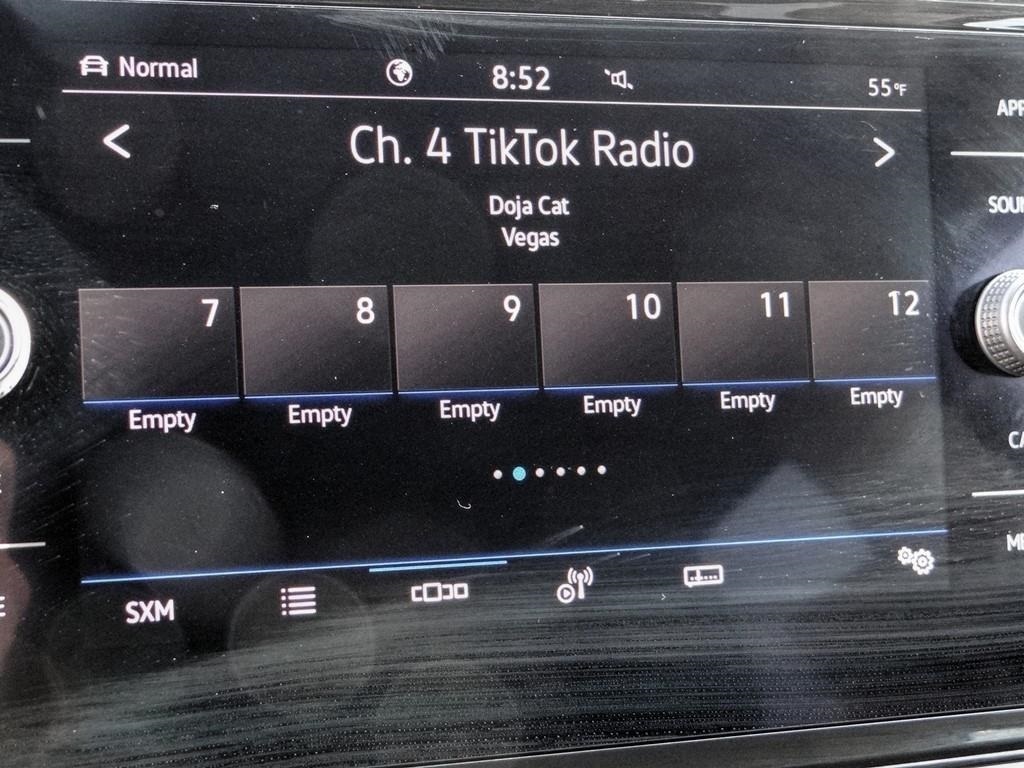 Normal 8:52 55°F
Ch. 4 TikTok Radio
Doja Cat
Vegas
7 8 9 10 11 12
Empty Empty Empty Empty Empty Empty
SXM